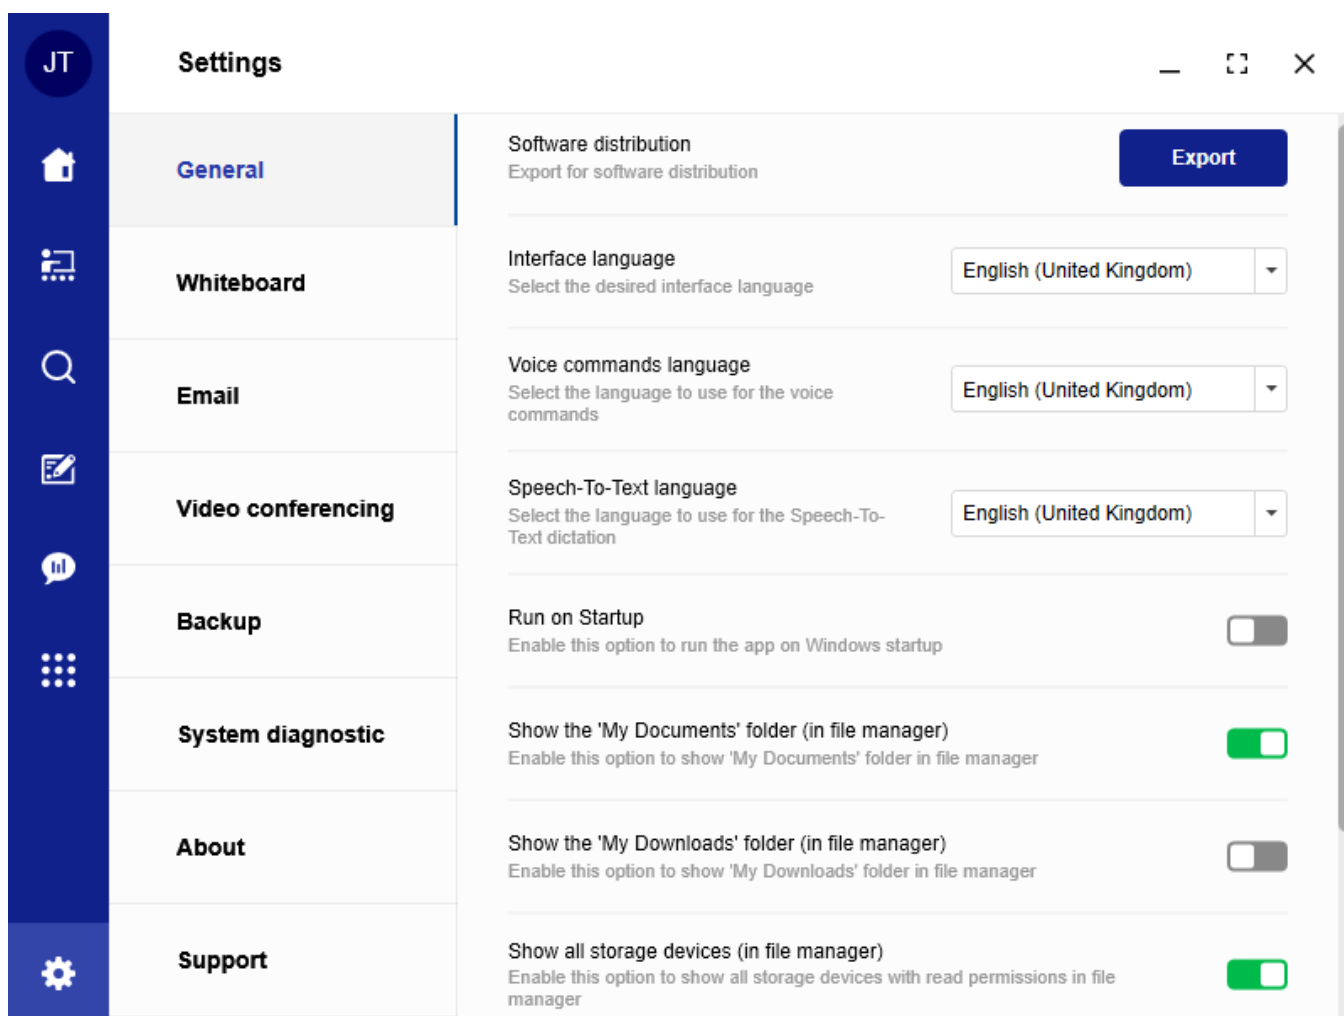 JT
Settings
General
Whiteboard
Email
Video conferencing
Backup
System diagnostic
About
Support
Software distribution
Export for software distribution
Export
Interface language
Select the desired interface language
English (United Kingdom)
Voice commands language
Select the language to use for the voice
commands
English (United Kingdom)
Speech-To-Text language
Select the language to use for the Speech-To-
Text dictation
English (United Kingdom)
Run on Startup
Enable this option to run the app on Windows startup
Show the 'My Documents' folder (in file manager)
Enable this option to show 'My Documents' folder in file manager
Show the 'My Downloads' folder (in file manager)
Enable this option to show 'My Downloads' folder in file manager
Show all storage devices (in file manager)
Enable this option to show all storage devices with read permissions in file
manager